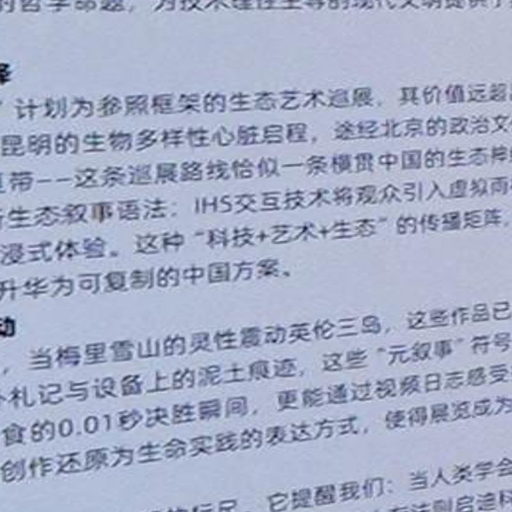 的哲学命题，为技术理性主导的现代文明提供了
择
计划为参照框架的生态艺术巡展，其价值远超
昆明的生物多样性心脏启程，途经北京的政治文
带——这条巡展路线恰似一条横贯中国的生态神
生态叙事语法：IHS交互技术将观众引入虚拟雨
浸式体验。这种“科技+艺术+生态”的传播矩阵，
升华为可复制的中国方案。
动
，当梅里雪山的灵性震动英伦三岛，这些作品已
札记与设备上的泥土痕迹，这些“元叙事”符号
食的0.01秒决胜瞬间，更能通过视频日志感受
创作还原为生命实践的表达方式，使得展览成为
它提醒我们：当人类学会